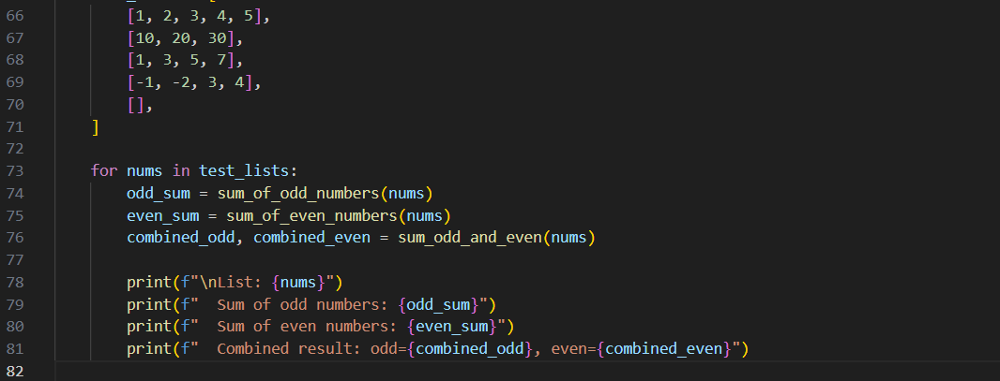 66 [1, 2, 3, 4, 5],
67 [10, 20, 30],
68 [1, 3, 5, 7],
69 [-1, -2, 3, 4],
70 [],
71 ]
72
73 for nums in test_lists:
74 odd_sum = sum_of_odd_numbers(nums)
75 even_sum = sum_of_even_numbers(nums)
76 combined_odd, combined_even = sum_odd_and_even(nums)
77
78 print(f"\nList: {nums}")
79 print(f"  Sum of odd numbers: {odd_sum}")
80 print(f"  Sum of even numbers: {even_sum}")
81 print(f"  Combined result: odd={combined_odd}, even={combined_even}")
82